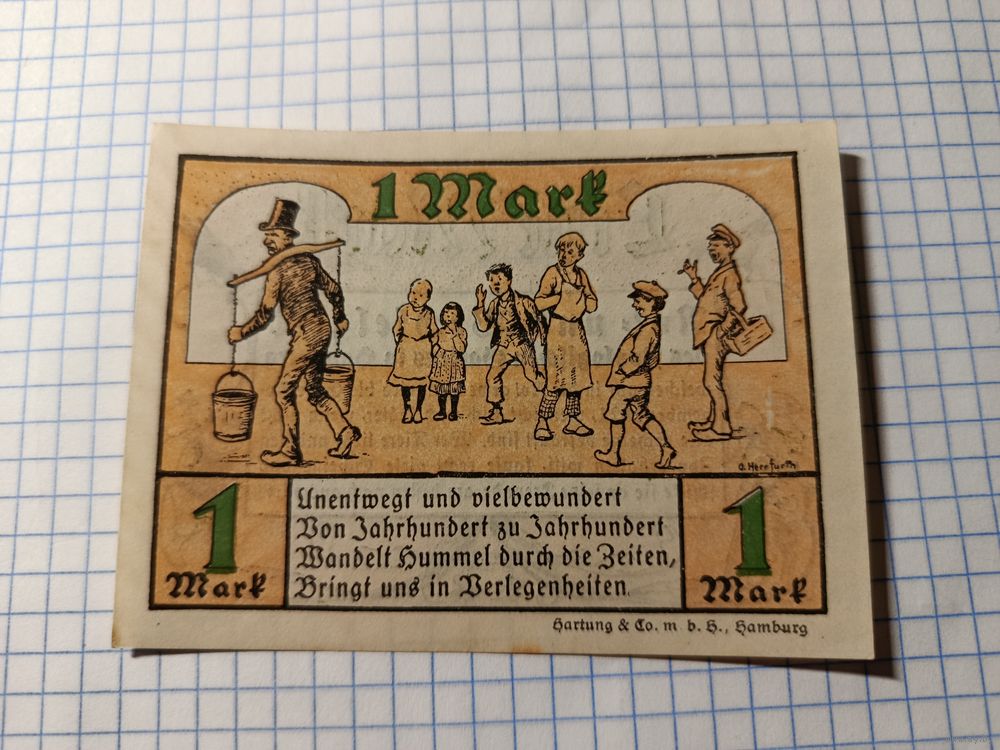 1 Mark
O. Herrfurth
1
Mark
Unentwegt und vielbewundert
Von Jahrhundert zu Jahrhundert
Wandelt Hummel durch die Zeiten,
Bringt uns in Verlegenheiten.
1
Mark
Hartung & Co. m. b. H., Hamburg